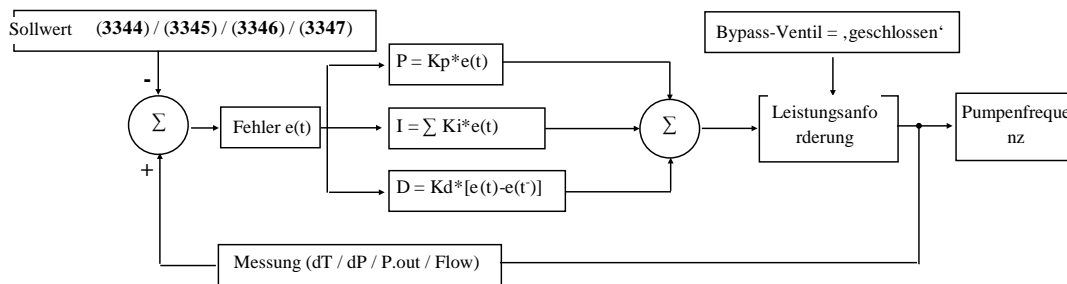 Sollwert (3344) / (3345) / (3346) / (3347)
Bypass-Ventil = ‚geschlossen‘
-
P = Kp*e(t)
Σ
Fehler e(t)
I = ∑ Ki*e(t)
Σ
Leistungsanfo
rderung
Pumpenfreque
nz
+
D = Kd*[e(t)-e(t-)]
Messung (dT / dP / P.out / Flow)